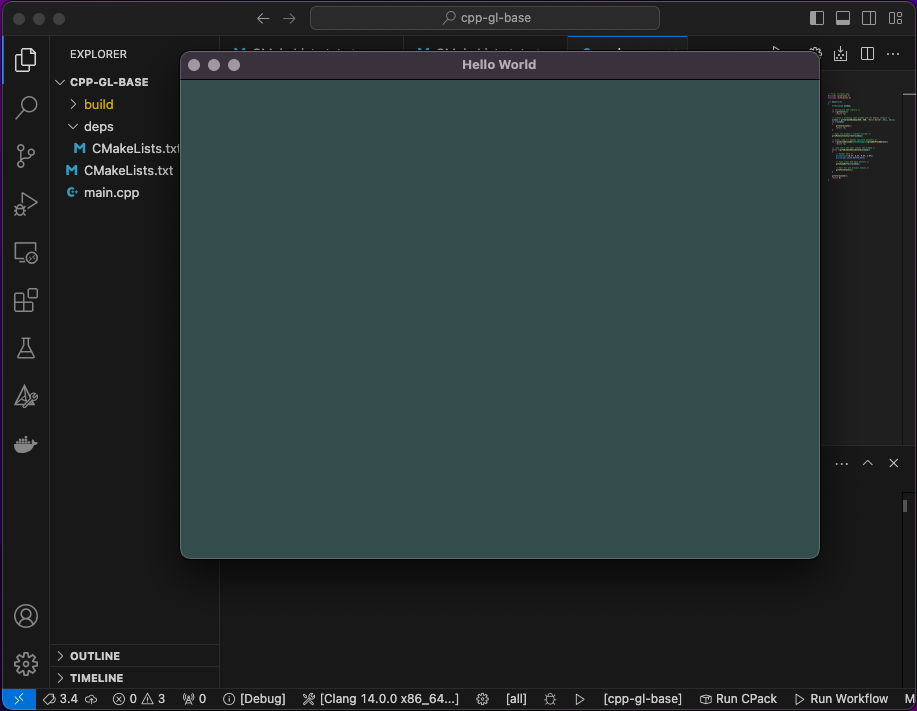 cpp-gl-base
EXPLORER
CPP-GL-BASE
build
deps
M CMakeLists.txt
M CMakeLists.txt
main.cpp
Hello World
OUTLINE
TIMELINE
3.4 0 3 0 [Debug] [Clang 14.0.0 x86_64...] [all] [cpp-gl-base] Run CPack Run Workflow M